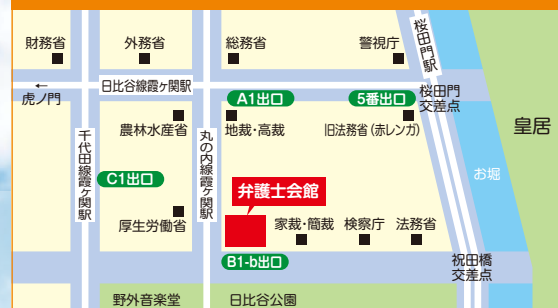 財務省
外務省
総務省
警視庁
桜田門駅
←
虎ノ門
日比谷線霞ヶ関駅
A1出口
5番出口
桜田門
交差点
皇居
千代田線霞ヶ関駅
農林水産省
丸の内線霞ヶ関駅
地裁・高裁
旧法務省(赤レンガ)
お堀
C1出口
弁護士会館
厚生労働省
家裁・簡裁
検察庁
法務省
B1-b出口
祝田橋
交差点
野外音楽堂
日比谷公園